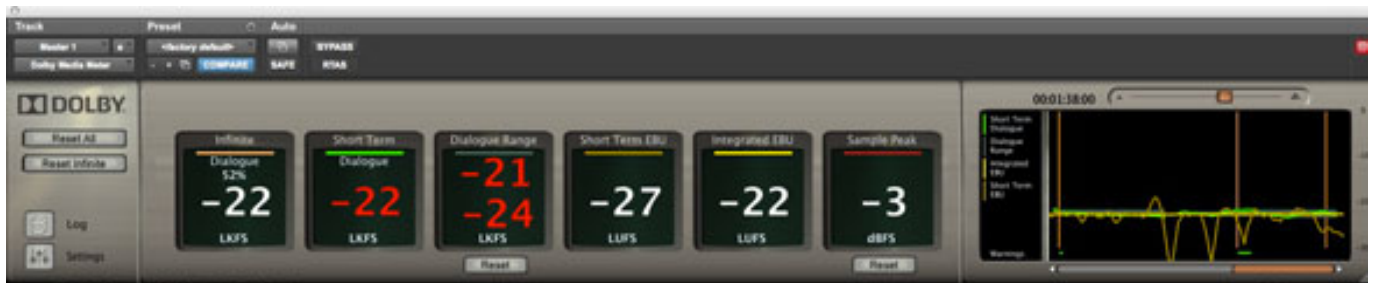 Track
Preset
Auto
Master 1
a
<factory default>
BYPASS
Dolby Media Meter
- +
COMPARE
SAFE
RTAS
DOLBY
Reset All
Reset Infinite
Log
Settings
Infinite
Dialogue
52%
-22
LKFS
Short Term
Dialogue
-22
LKFS
Dialogue Range
-21
-24
LKFS
Reset
Short Term EBU
-27
LUFS
Integrated EBU
-22
LUFS
Sample Peak
-3
dBFS
Reset
00:01:38:00
Short Term
Dialogue
Dialogue
Range
Integrated
EBU
Short Term
EBU
Warnings